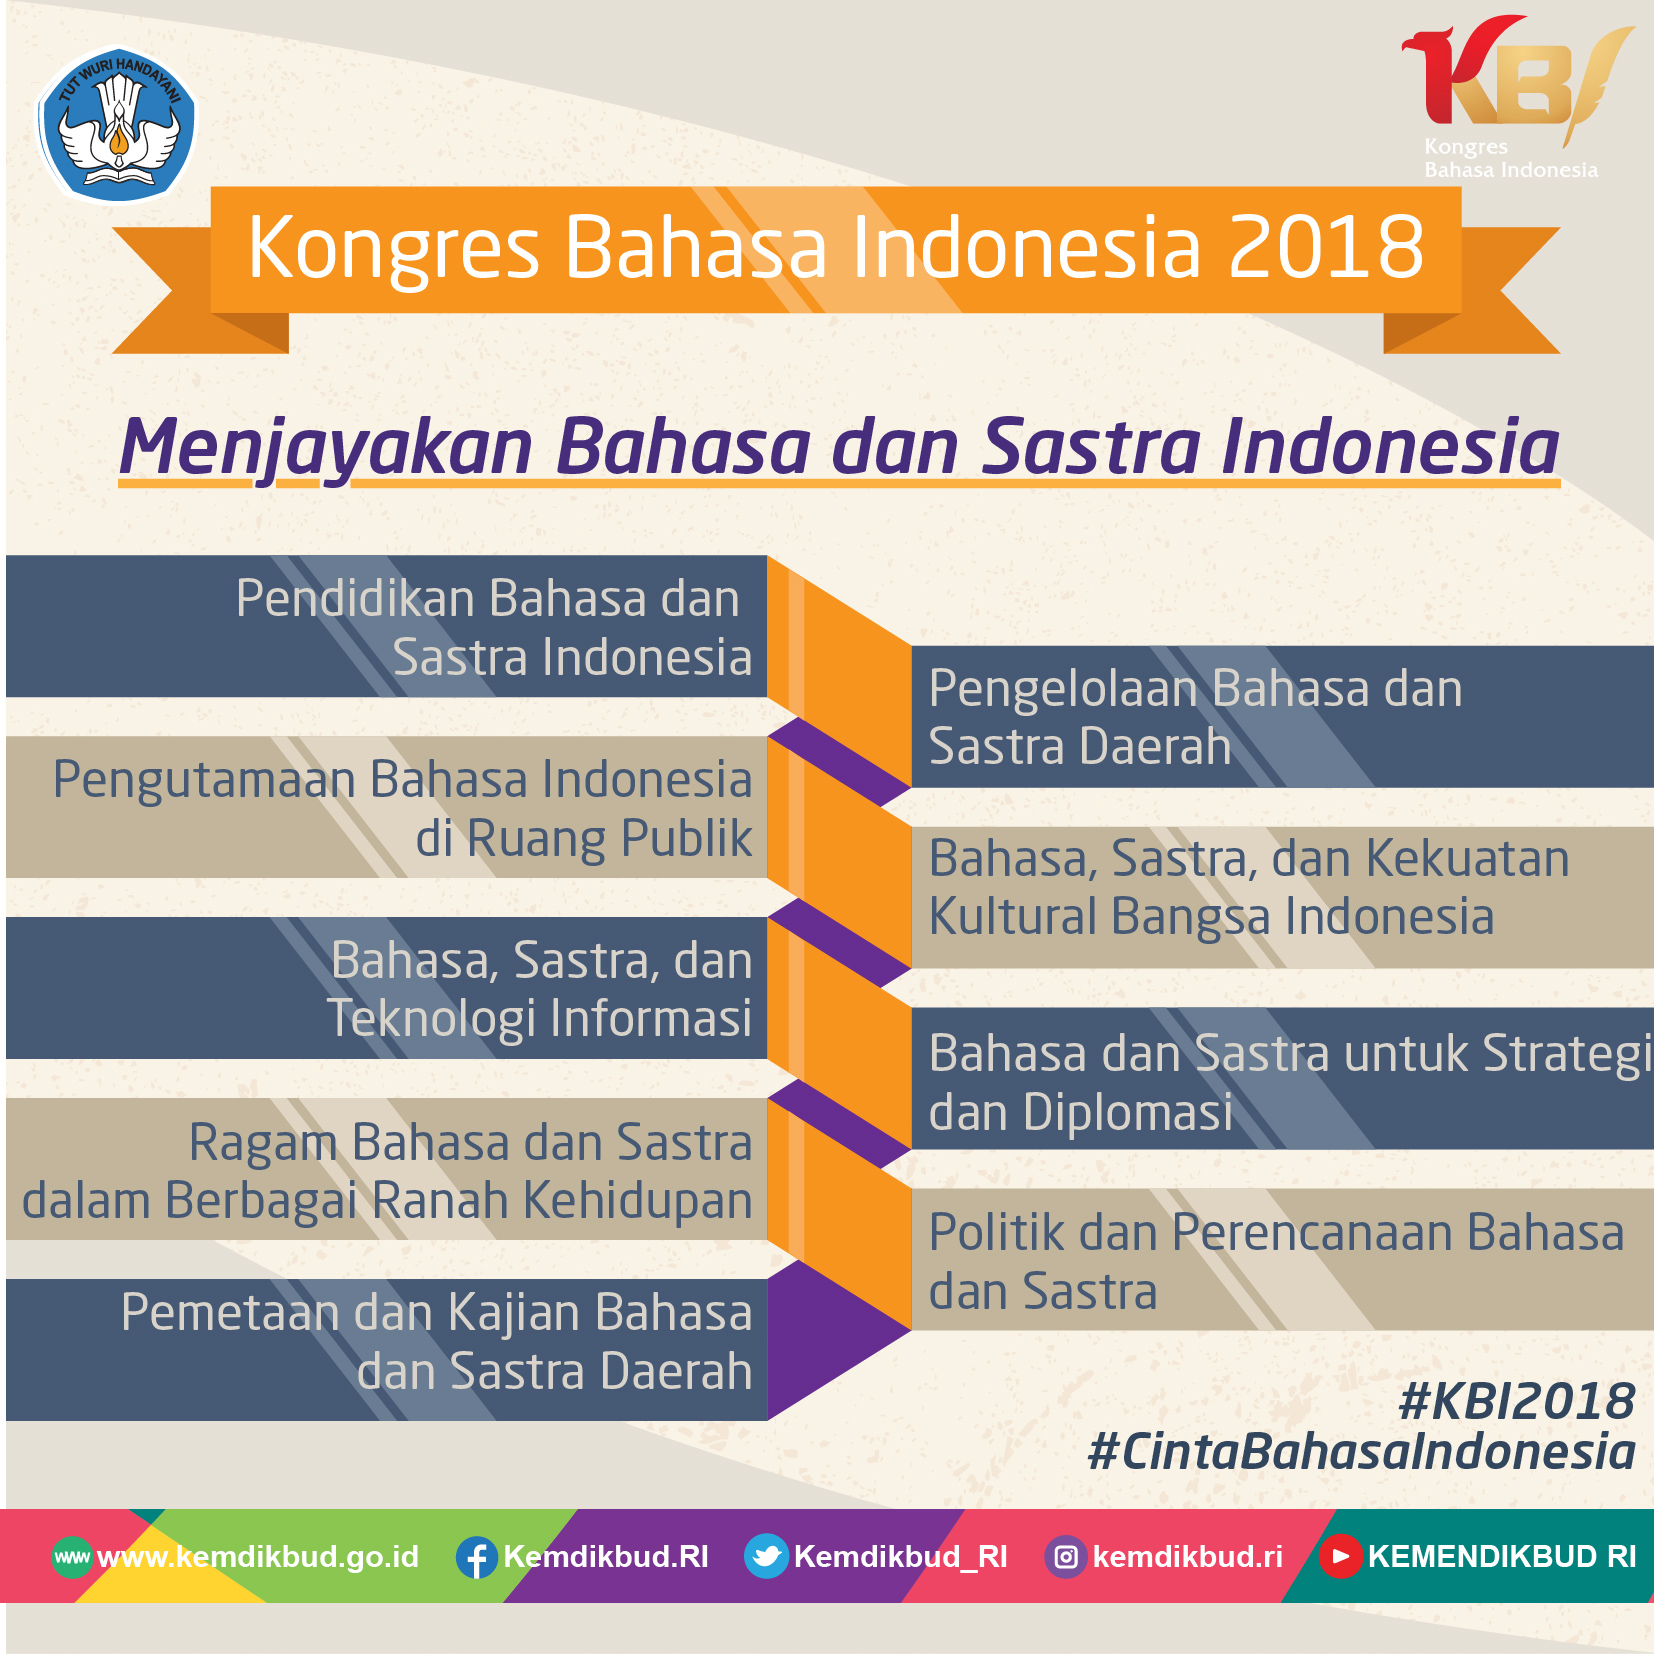 TUT WURI HANDAYANI
KBI
Kongres
Bahasa Indonesia
Kongres Bahasa Indonesia 2018
Menjayakan Bahasa dan Sastra Indonesia
Pendidikan Bahasa dan
Sastra Indonesia
Pengelolaan Bahasa dan
Sastra Daerah
Pengutamaan Bahasa Indonesia
di Ruang Publik
Bahasa, Sastra, dan Kekuatan
Kultural Bangsa Indonesia
Bahasa, Sastra, dan
Teknologi Informasi
Bahasa dan Sastra untuk Strategi
dan Diplomasi
Ragam Bahasa dan Sastra
dalam Berbagai Ranah Kehidupan
Politik dan Perencanaan Bahasa
dan Sastra
Pemetaan dan Kajian Bahasa
dan Sastra Daerah
#KBI2018
#CintaBahasaIndonesia
www www.kemdikbud.go.id Kemdikbud.RI Kemdikbud_RI kemdikbud.ri KEMENDIKBUD RI